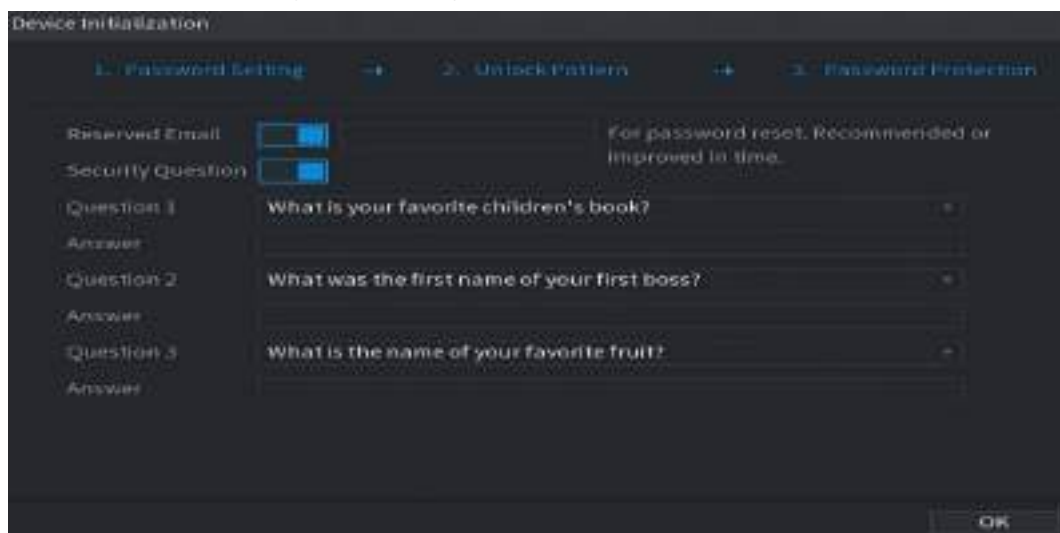 Device Initialization
1. Password Setting → 2. Unlock Pattern → 3. Password Protection
Reserved Email For password reset. Recommended or
improved in time.
Security Question
Question 1 What is your favorite children's book?
Answer
Question 2 What was the first name of your first boss?
Answer
Question 3 What is the name of your favorite fruit?
Answer
OK